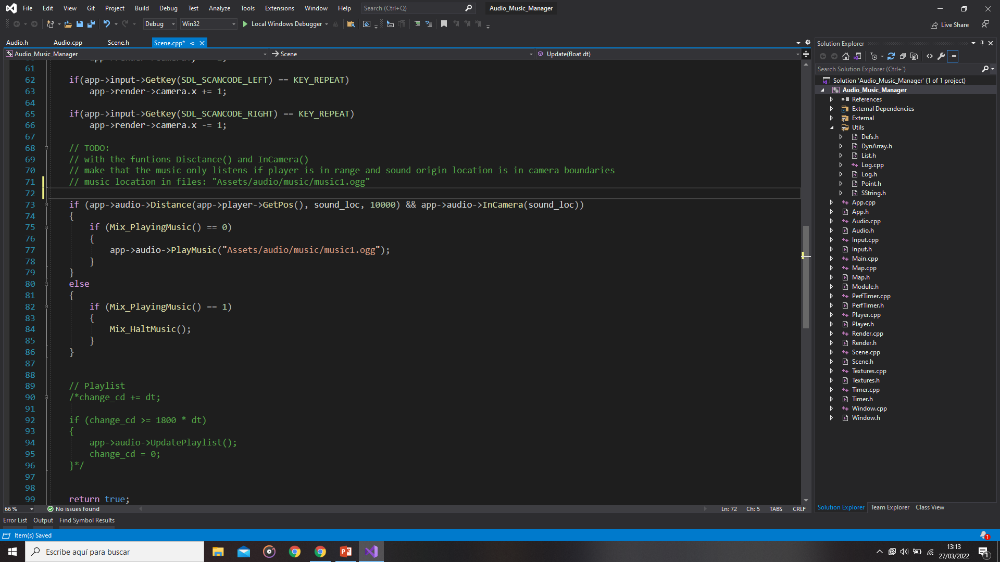 File Edit View Git Project Build Debug Test Analyze Tools Extensions Window Help Search (Ctrl+Q) Audio_Music_Manager
Debug Win32 Local Windows Debugger Live Share
Audio.h Audio.cpp Scene.h Scene.cpp*
Audio_Music_Manager Scene Update(float dt)
61
62 if(app->input->GetKey(SDL_SCANCODE_LEFT) == KEY_REPEAT)
63 app->render->camera.x += 1;
64
65 if(app->input->GetKey(SDL_SCANCODE_RIGHT) == KEY_REPEAT)
66 app->render->camera.x -= 1;
67
68 // TODO:
69 // with the funtions Disctance() and InCamera()
70 // make that the music only listens if player is in range and sound origin location is in camera boundaries
71 // music location in files: "Assets/audio/music/music1.ogg"
72
73 if (app->audio->Distance(app->player->GetPos(), sound_loc, 10000) && app->audio->InCamera(sound_loc))
74 {
75 if (Mix_PlayingMusic() == 0)
76 {
77 app->audio->PlayMusic("Assets/audio/music/music1.ogg");
78 }
79 }
80 else
81 {
82 if (Mix_PlayingMusic() == 1)
83 {
84 Mix_HaltMusic();
85 }
86 }
87
88
89 // Playlist
90 /*change_cd += dt;
91
92 if (change_cd >= 1800 * dt)
93 {
94 app->audio->UpdatePlaylist();
95 change_cd = 0;
96 }*/
97
98
99 return true;
66 % No issues found Ln: 72 Ch: 5 TABS CRLF
Error List Output Find Symbol Results
Item(s) Saved
Solution Explorer
Search Solution Explorer (Ctrl+`)
Solution 'Audio_Music_Manager' (1 of 1 project)
Audio_Music_Manager
References
External Dependencies
External
Utils
Defs.h
DynArray.h
List.h
Log.cpp
Log.h
Point.h
SString.h
App.cpp
App.h
Audio.cpp
Audio.h
Input.cpp
Input.h
Main.cpp
Map.cpp
Map.h
Module.h
PerfTimer.cpp
PerfTimer.h
Player.cpp
Player.h
Render.cpp
Render.h
Scene.cpp
Scene.h
Textures.cpp
Textures.h
Timer.cpp
Timer.h
Window.cpp
Window.h
Solution Explorer Team Explorer Class View
1
Escribe aquí para buscar
13:13
27/03/2022
1